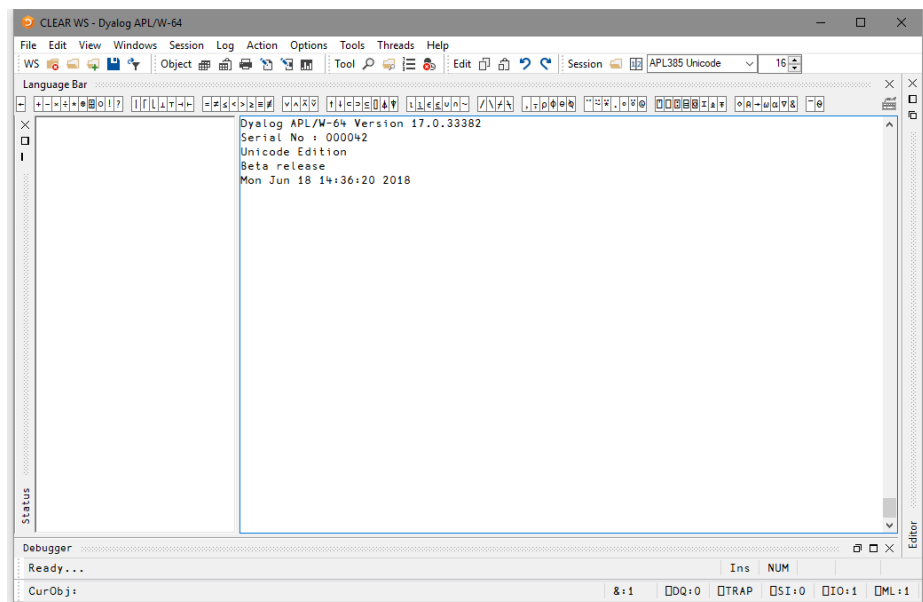 CLEAR WS - Dyalog APL/W-64
File Edit View Windows Session Log Action Options Tools Threads Help
WS Object Tool Edit Session APL385 Unicode 16
Language Bar
Dyalog APL/W-64 Version 17.0.33382
Serial No : 000042
Unicode Edition
Beta release
Mon Jun 18 14:36:20 2018
Status
Editor
Debugger
Ready... Ins NUM
CurObj: &:1 ⎕DQ:0 ⎕TRAP ⎕SI:0 ⎕IO:1 ⎕ML:1